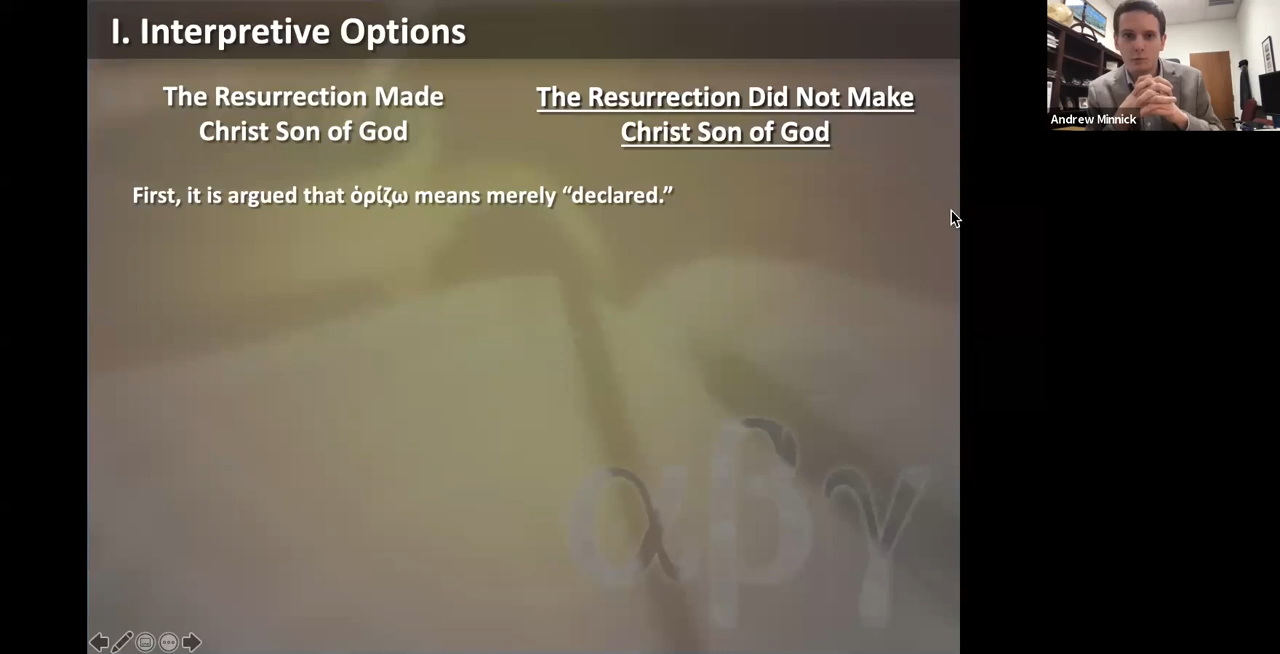 I. Interpretive Options
The Resurrection Made
Christ Son of God
The Resurrection Did Not Make
Christ Son of God
First, it is argued that ὁρίζω means merely “declared.”
αβγ
Andrew Minnick